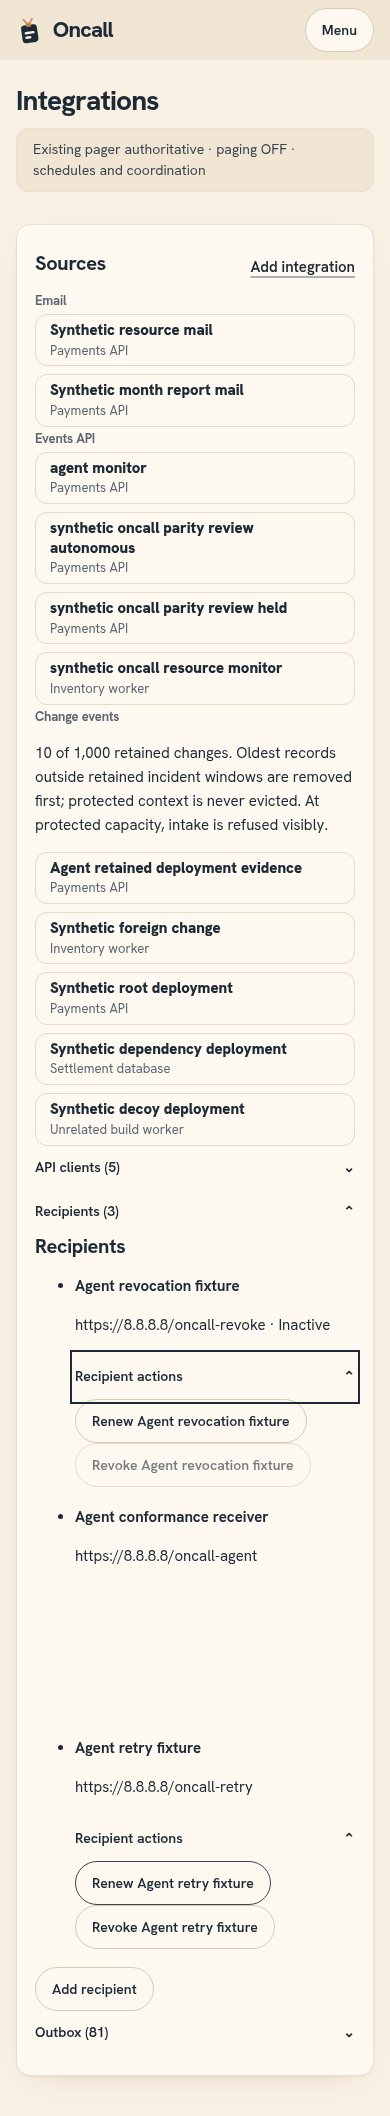 Oncall
Menu
Integrations
Existing pager authoritative · paging OFF ·
schedules and coordination
Sources
Add integration
Email
Synthetic resource mail
Payments API
Synthetic month report mail
Payments API
Events API
agent monitor
Payments API
synthetic oncall parity review
autonomous
Payments API
synthetic oncall parity review held
Payments API
synthetic oncall resource monitor
Inventory worker
Change events
10 of 1,000 retained changes. Oldest records
outside retained incident windows are removed
first; protected context is never evicted. At
protected capacity, intake is refused visibly.
Agent retained deployment evidence
Payments API
Synthetic foreign change
Inventory worker
Synthetic root deployment
Payments API
Synthetic dependency deployment
Settlement database
Synthetic decoy deployment
Unrelated build worker
API clients (5)
Recipients (3)
Recipients
• Agent revocation fixture
https://8.8.8.8/oncall-revoke · Inactive
Recipient actions
Renew Agent revocation fixture
Revoke Agent revocation fixture
• Agent conformance receiver
https://8.8.8.8/oncall-agent
• Agent retry fixture
https://8.8.8.8/oncall-retry
Recipient actions
Renew Agent retry fixture
Revoke Agent retry fixture
Add recipient
Outbox (81)